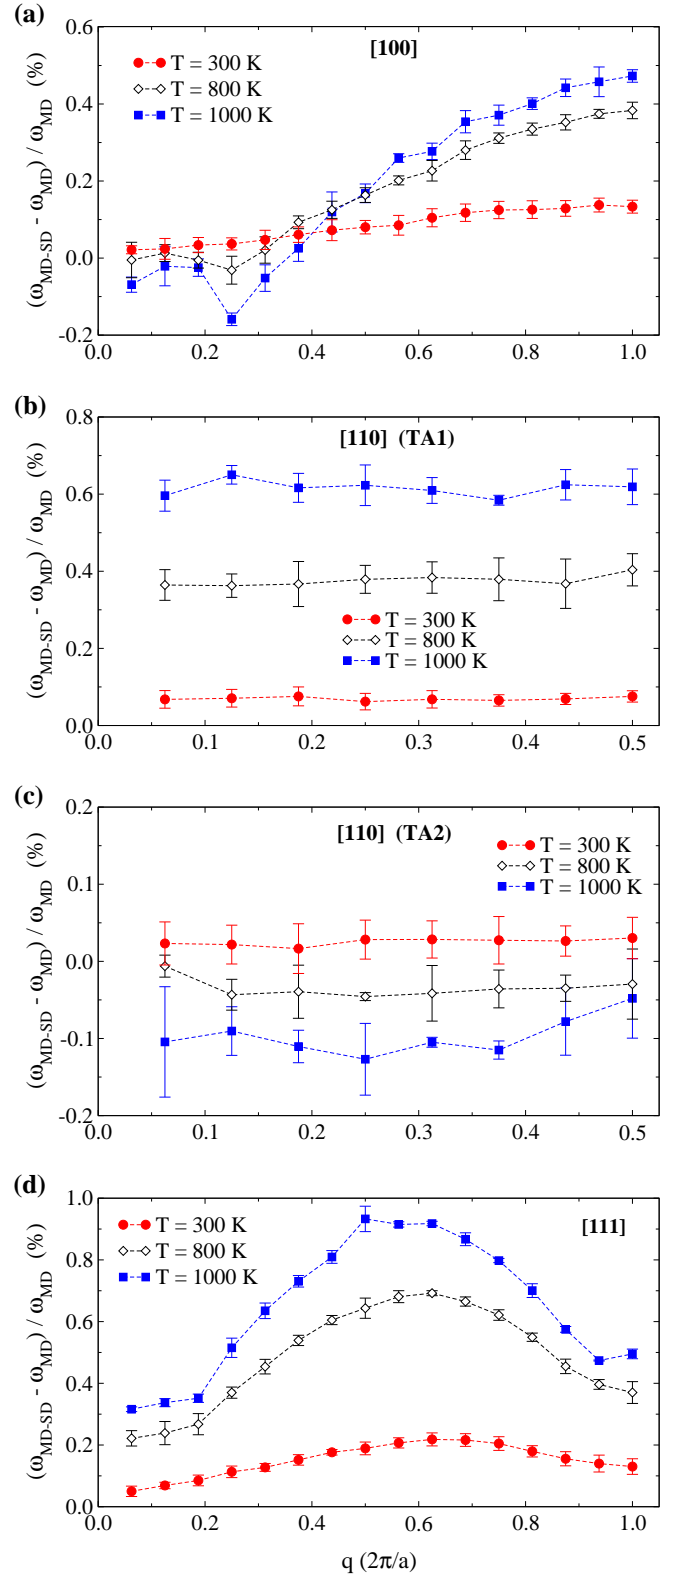 (a)
0.6
[100]
T = 300 K
T = 800 K
T = 1000 K
0.4
0.2
0.0
-0.2
(ω_MD-SD - ω_MD) / ω_MD (%)
0.0 0.2 0.4 0.6 0.8 1.0
(b)
0.8
[110] (TA1)
0.6
0.4
T = 300 K
T = 800 K
T = 1000 K
0.2
0.0
(ω_MD-SD - ω_MD) / ω_MD (%)
0.0 0.1 0.2 0.3 0.4 0.5
(c)
0.2
[110] (TA2)
T = 300 K
T = 800 K
T = 1000 K
0.1
0.0
-0.1
-0.2
(ω_MD-SD - ω_MD) / ω_MD (%)
0.0 0.1 0.2 0.3 0.4 0.5
(d)
1.0
T = 300 K
[111]
T = 800 K
T = 1000 K
0.8
0.6
0.4
0.2
0.0
(ω_MD-SD - ω_MD) / ω_MD (%)
0.0 0.2 0.4 0.6 0.8 1.0
q (2π/a)